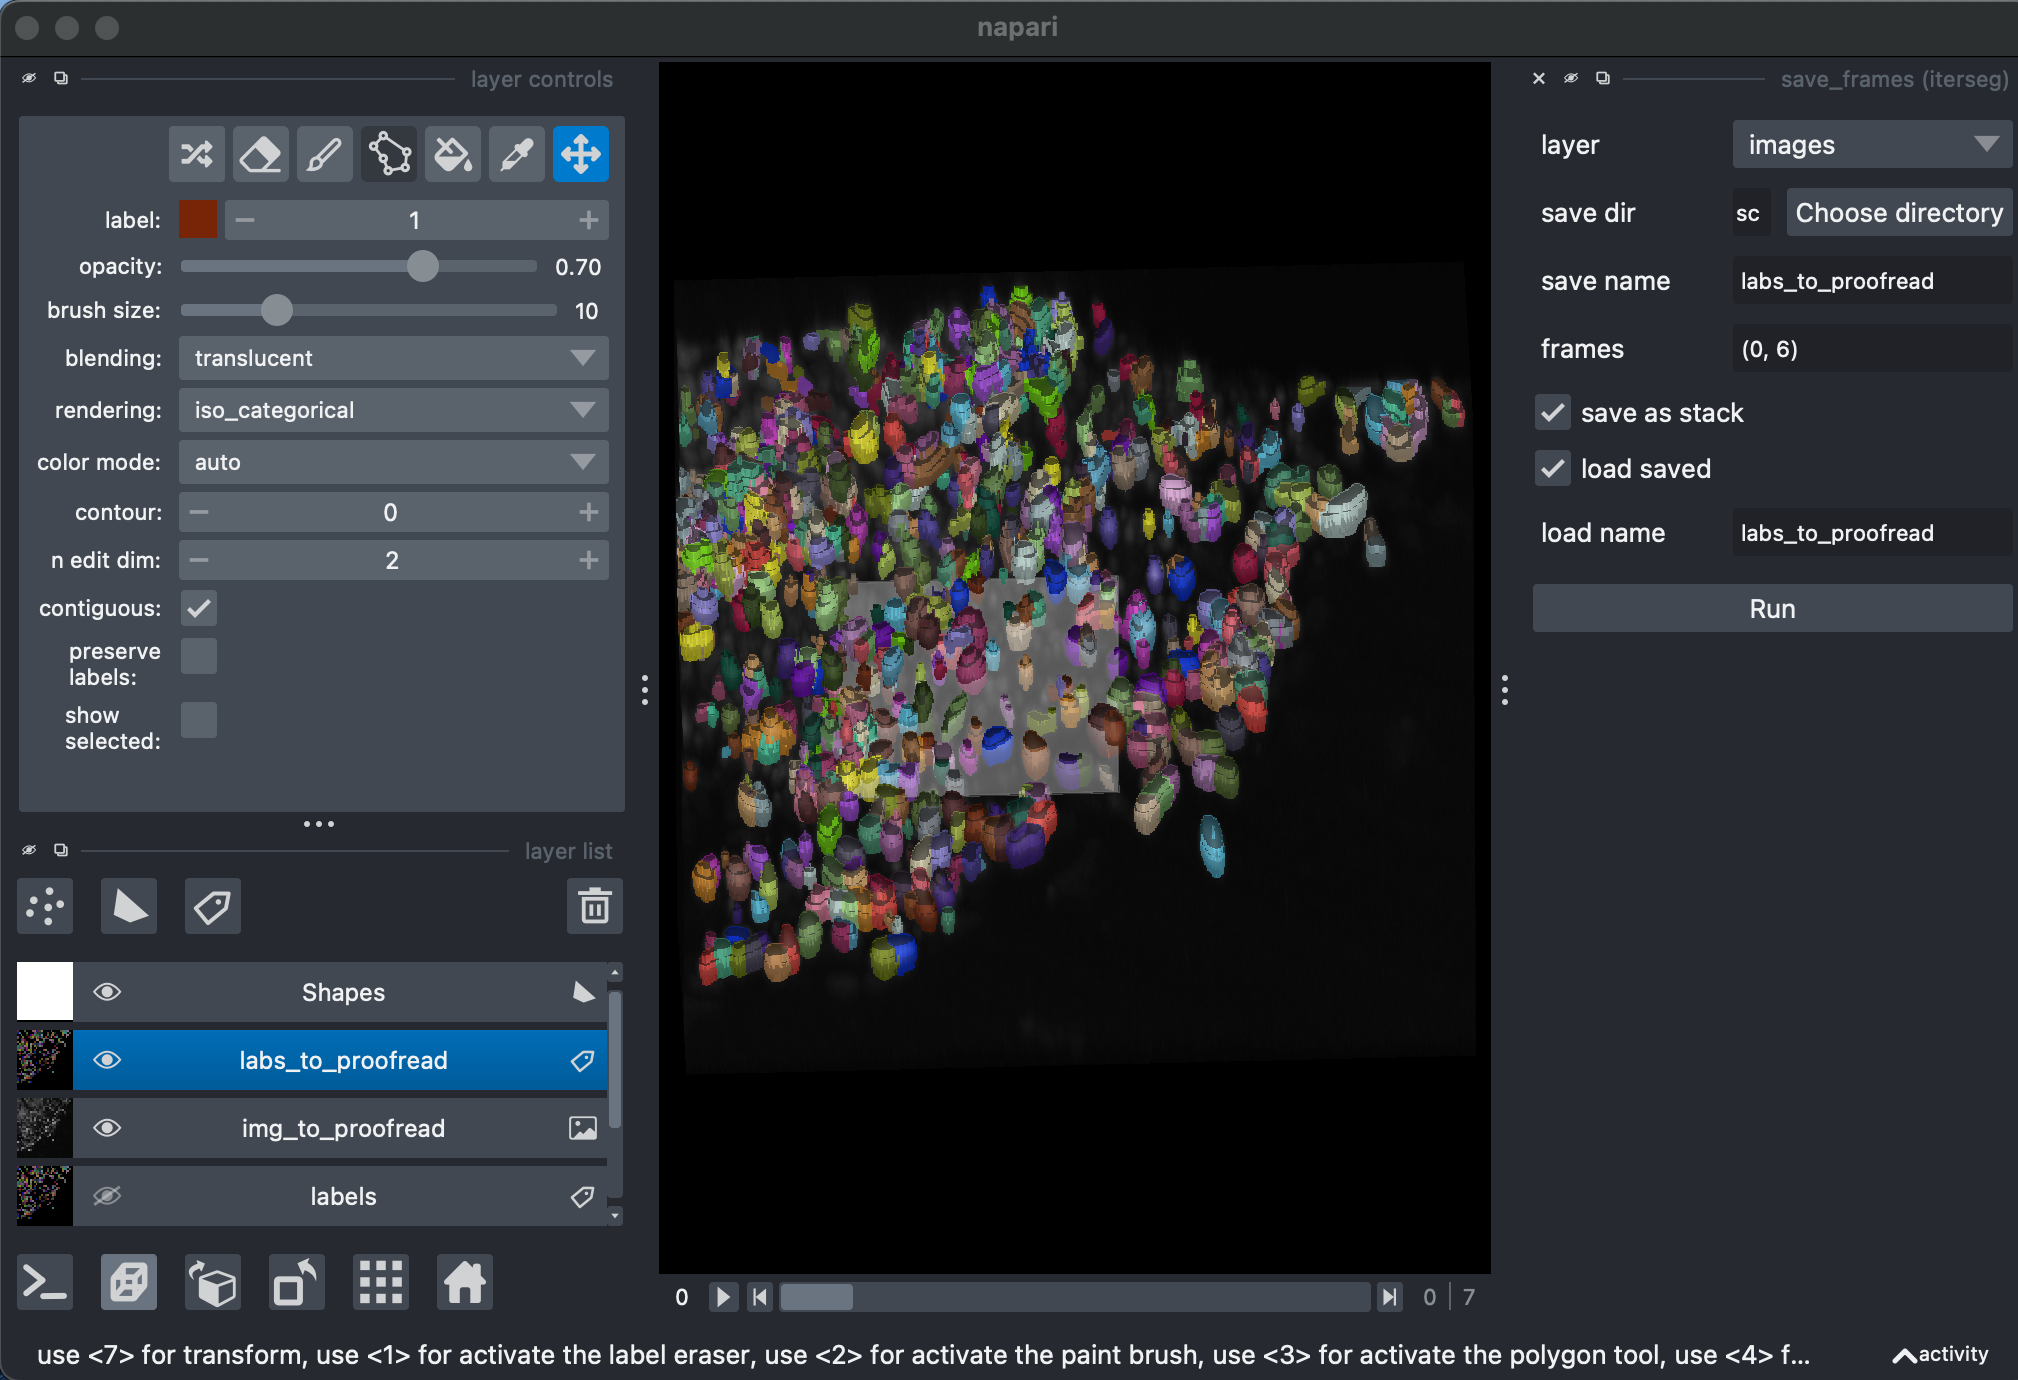 napari
layer controls
label:
1
opacity:
0.70
brush size:
10
blending:
translucent
rendering:
iso_categorical
color mode:
auto
contour:
0
n edit dim:
2
contiguous:
preserve
labels:
show
selected:
layer list
Shapes
labs_to_proofread
img_to_proofread
labels
0
0
7
save_frames (iterseg)
layer
images
save dir
sc
Choose directory
save name
labs_to_proofread
frames
(0, 6)
save as stack
load saved
load name
labs_to_proofread
Run
use <7> for transform, use <1> for activate the label eraser, use <2> for activate the paint brush, use <3> for activate the polygon tool, use <4> f...
activity